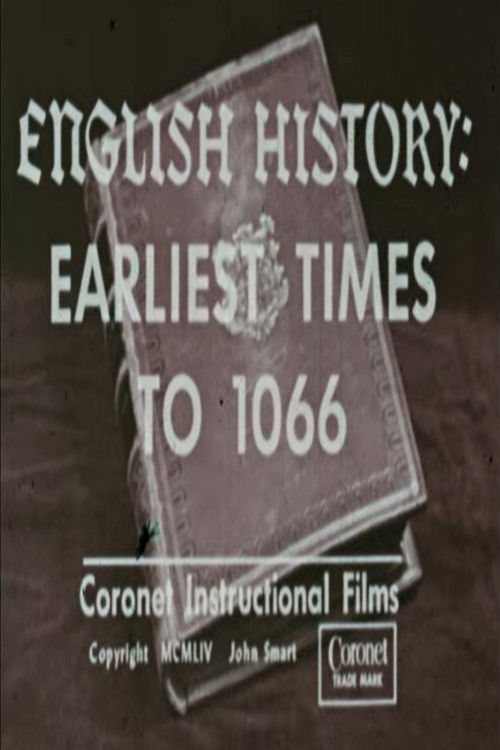 ENGLISH HISTORY:
EARLIEST TIMES
TO 1066
Coronet Instructional Films
Copyright MCMLIV John Smart
Coronet
TRADE MARK